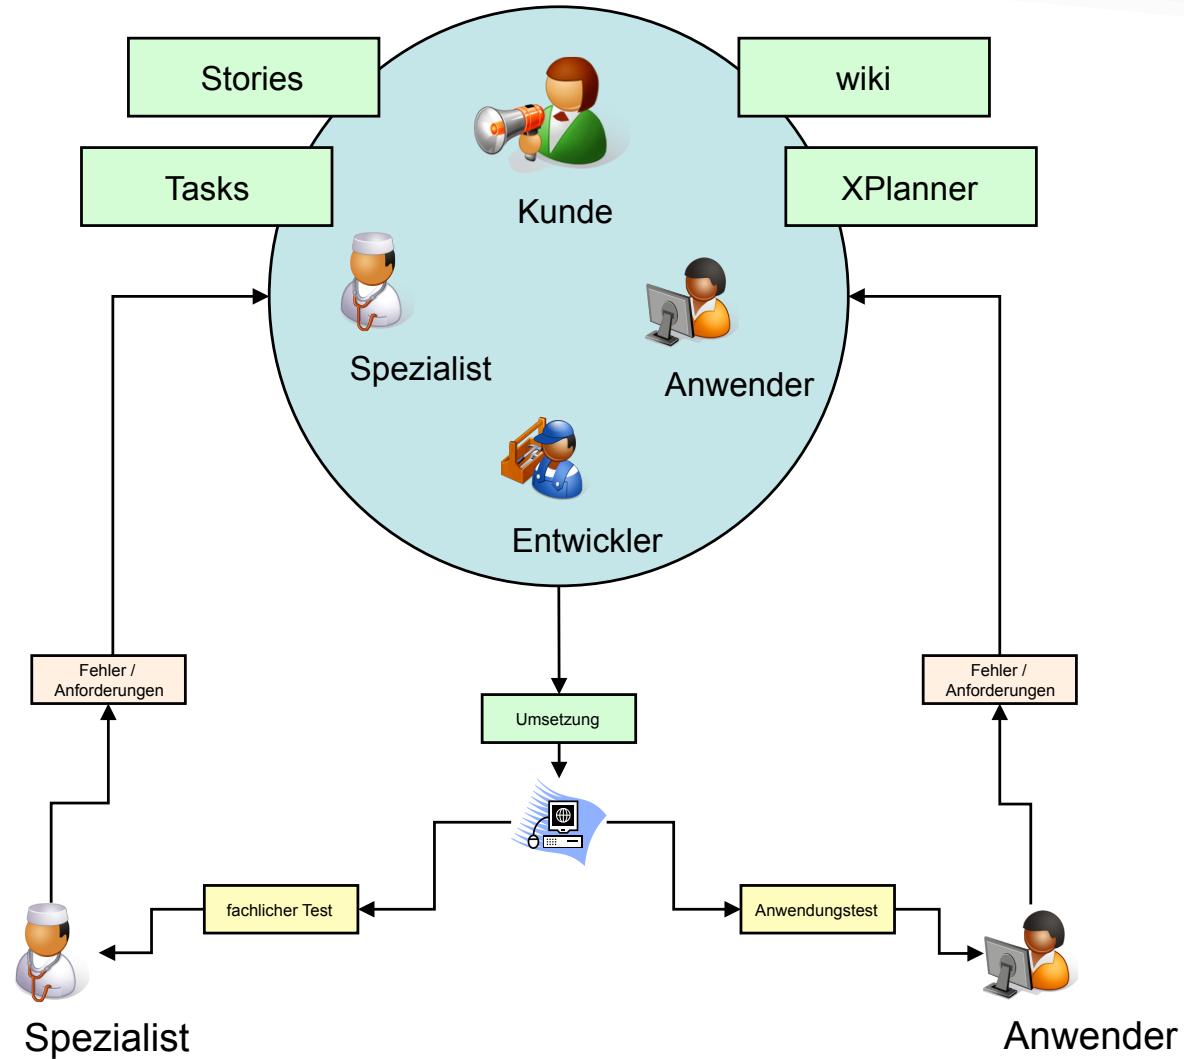 Stories
wiki
Tasks
XPlanner
Kunde
Spezialist
Anwender
Entwickler
Fehler /
Anforderungen
Fehler /
Anforderungen
Umsetzung
fachlicher Test
Anwendungstest
Spezialist
Anwender